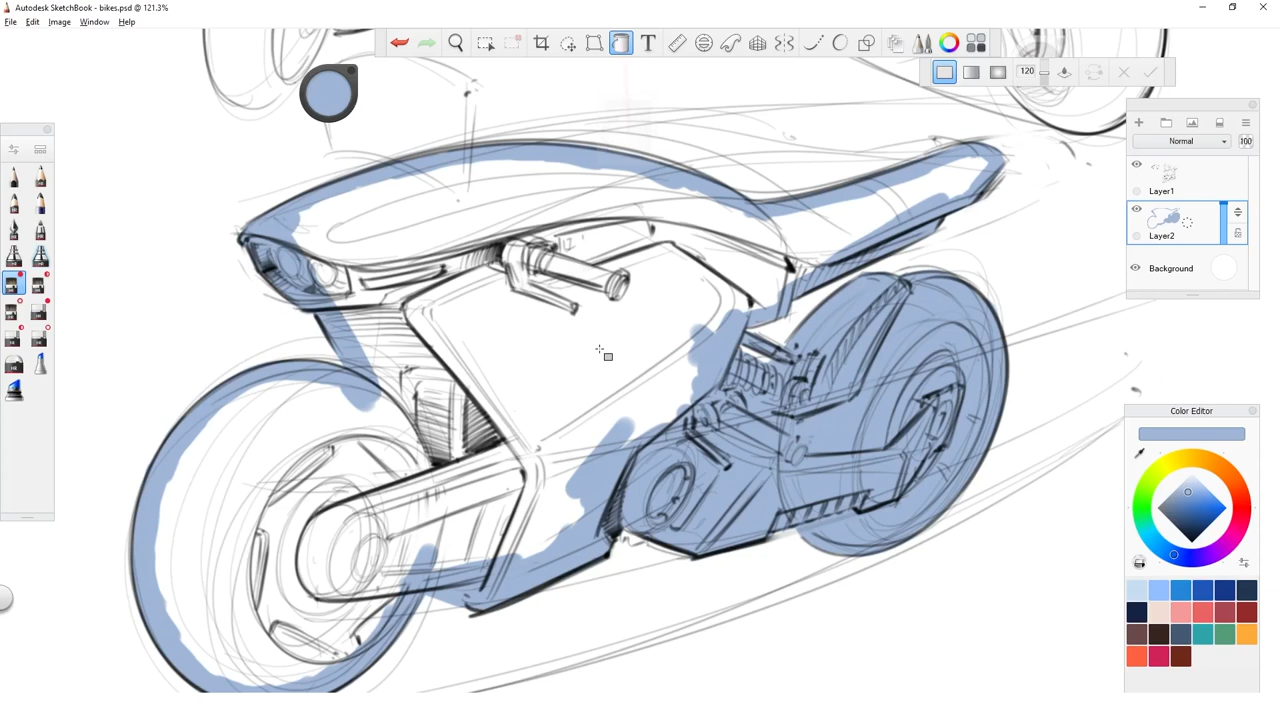 Autodesk SketchBook - bikes.psd @ 121.3%
File Edit Image Window Help
120
Normal
100
Layer1
Layer2
Background
Color Editor